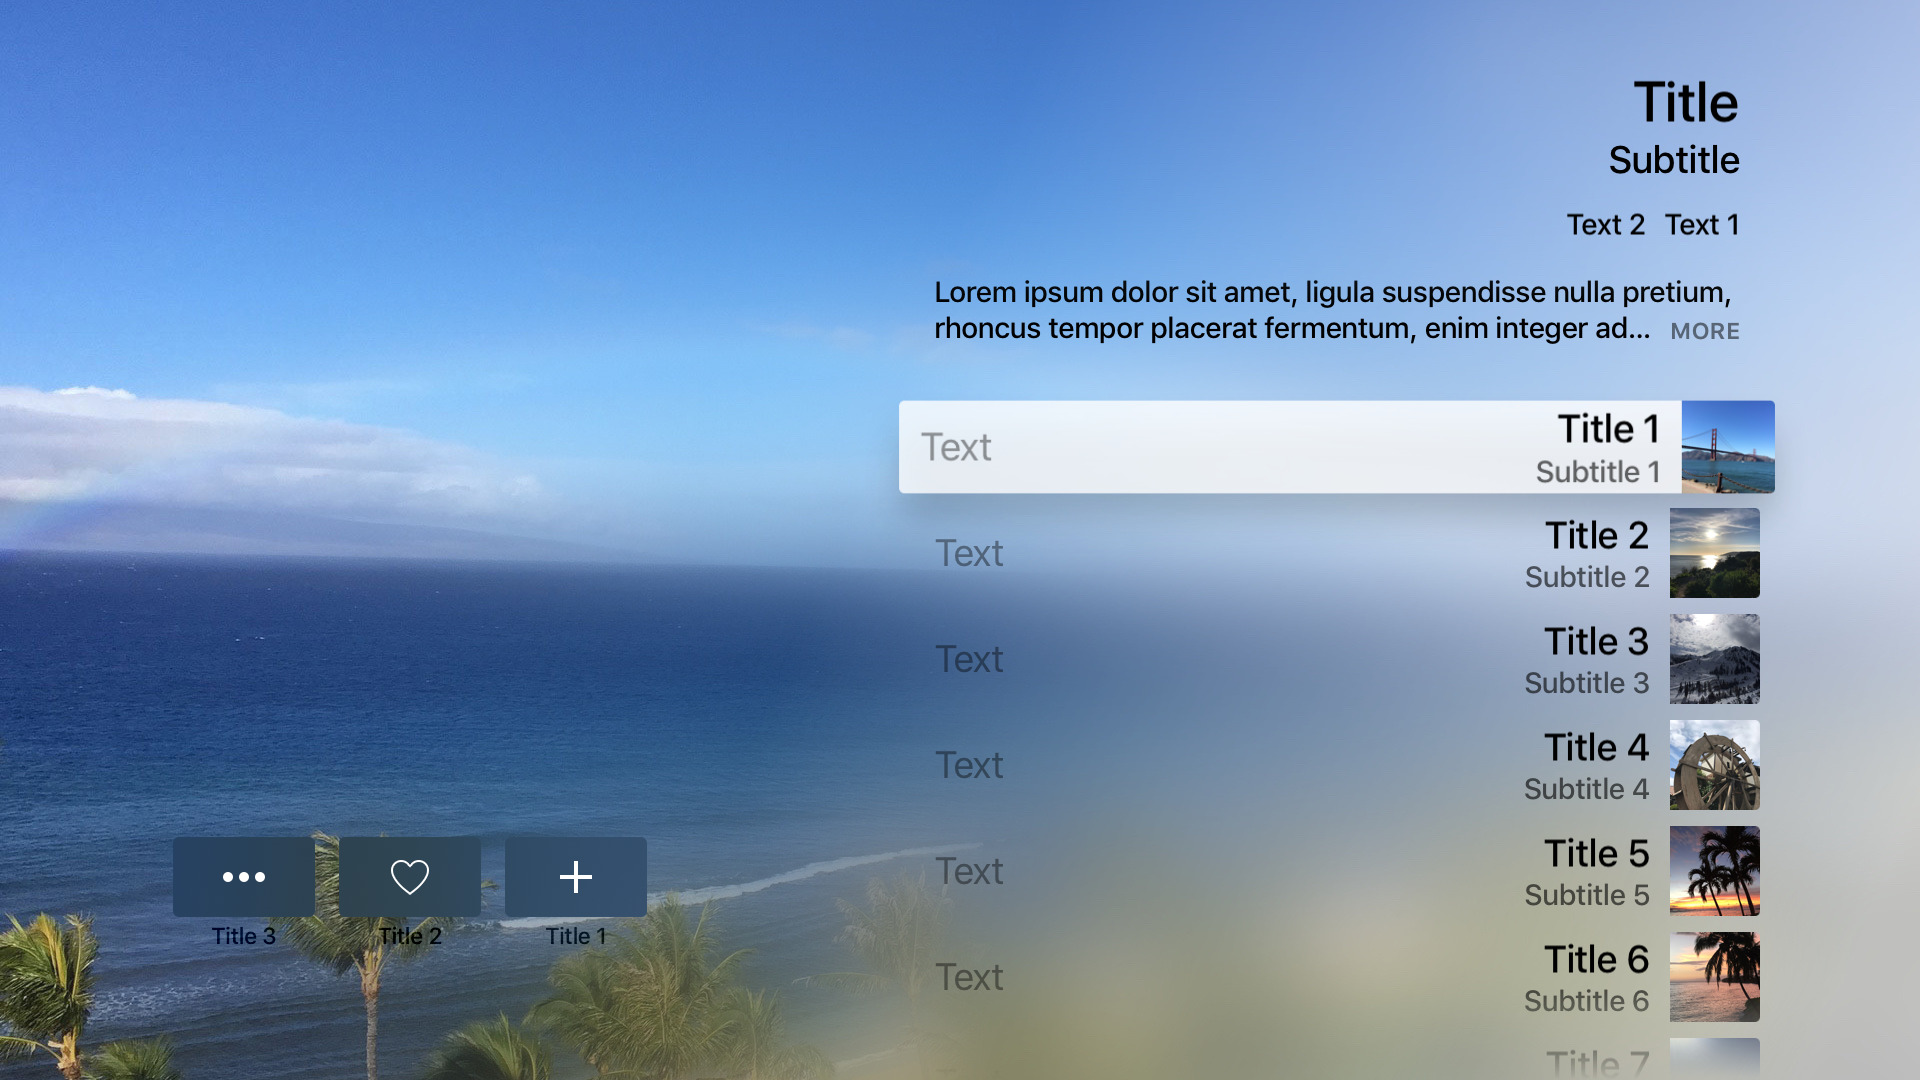 Title
Subtitle
Text 2 Text 1
Lorem ipsum dolor sit amet, ligula suspendisse nulla pretium,
rhoncus tempor placerat fermentum, enim integer ad... MORE
Text
Title 1
Subtitle 1
Text
Title 2
Subtitle 2
Text
Title 3
Subtitle 3
Text
Title 4
Subtitle 4
Text
Title 5
Subtitle 5
Text
Title 6
Subtitle 6
Title 7
Title 3
Title 2
Title 1